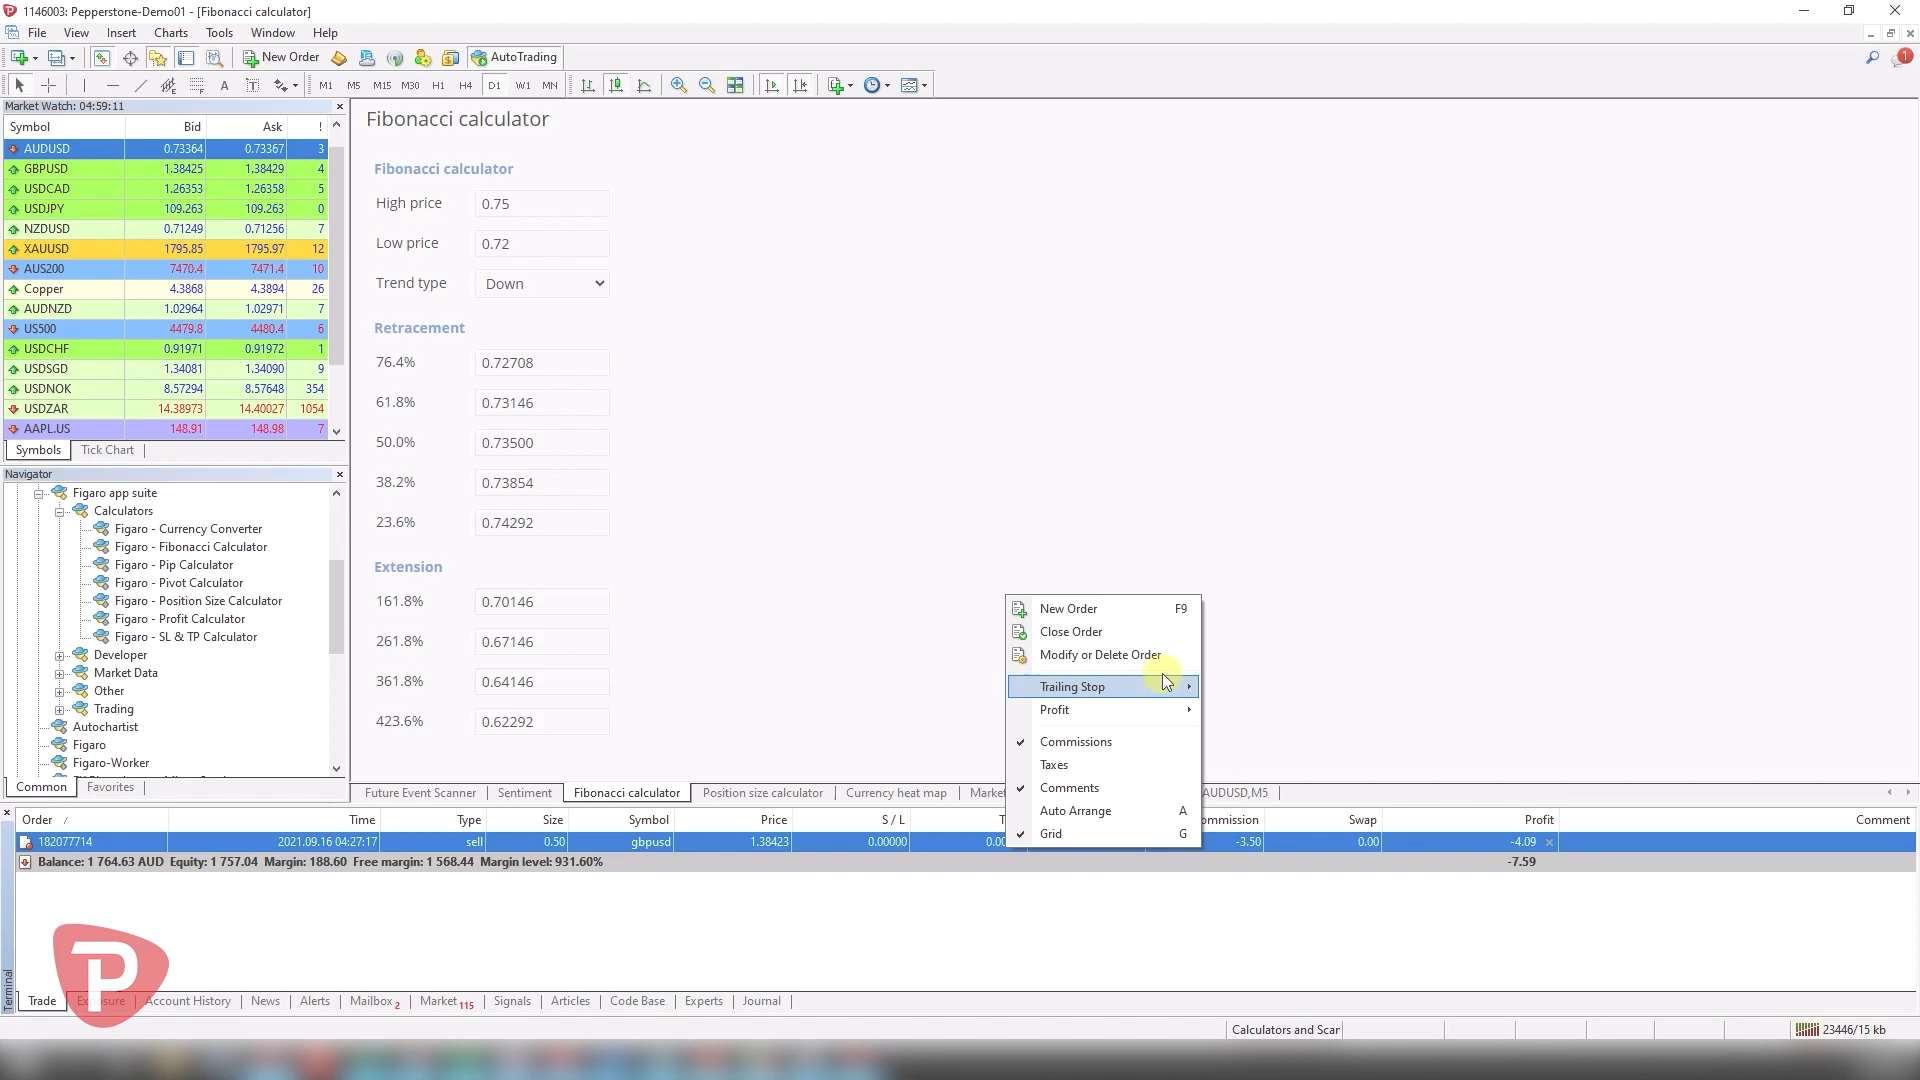 1146003: Pepperstone-Demo01 - [Fibonacci calculator]
File View Insert Charts Tools Window Help
New Order AutoTrading 1
A T M1 M5 M15 M30 H1 H4 D1 W1 MN
Market Watch: 04:59:11
Symbol Bid Ask !
AUDUSD 0.73364 0.73367 3
GBPUSD 1.38425 1.38429 4
USDCAD 1.26353 1.26358 5
USDJPY 109.263 109.263 0
NZDUSD 0.71249 0.71256 7
XAUUSD 1795.85 1795.97 12
AUS200 7470.4 7471.4 10
Copper 4.3868 4.3894 26
AUDNZD 1.02964 1.02971 7
US500 4479.8 4480.4 6
USDCHF 0.91971 0.91972 1
USDSGD 1.34081 1.34090 9
USDNOK 8.57294 8.57648 354
USDZAR 14.38973 14.40027 1054
AAPL.US 148.91 148.98 7
Symbols Tick Chart
Navigator
Figaro app suite
Calculators
Figaro - Currency Converter
Figaro - Fibonacci Calculator
Figaro - Pip Calculator
Figaro - Pivot Calculator
Figaro - Position Size Calculator
Figaro - Profit Calculator
Figaro - SL & TP Calculator
Developer
Market Data
Other
Trading
Autochartist
Figaro
Figaro-Worker
Common Favorites
Fibonacci calculator
Fibonacci calculator
High price 0.75
Low price 0.72
Trend type Down
Retracement
76.4% 0.72708
61.8% 0.73146
50.0% 0.73500
38.2% 0.73854
23.6% 0.74292
Extension
161.8% 0.70146
261.8% 0.67146
361.8% 0.64146
423.6% 0.62292
New Order F9
Close Order
Modify or Delete Order
Trailing Stop
Profit
Commissions
Taxes
Comments
Auto Arrange A
Grid G
Future Event Scanner Sentiment Fibonacci calculator Position size calculator Currency heat map Market AUDUSD,M5
Order / Time Type Size Symbol Price S / L T ommission Swap Profit Comment
182077714 2021.09.16 04:27:17 sell 0.50 gbpusd 1.38423 0.00000 0.00 -3.50 0.00 -4.09
Balance: 1 764.63 AUD Equity: 1 757.04 Margin: 188.60 Free margin: 1 568.44 Margin level: 931.60% -7.59
P
Terminal
Trade Exposure Account History News Alerts Mailbox 2 Market 115 Signals Articles Code Base Experts Journal
Calculators and Scar 23446/15 kb